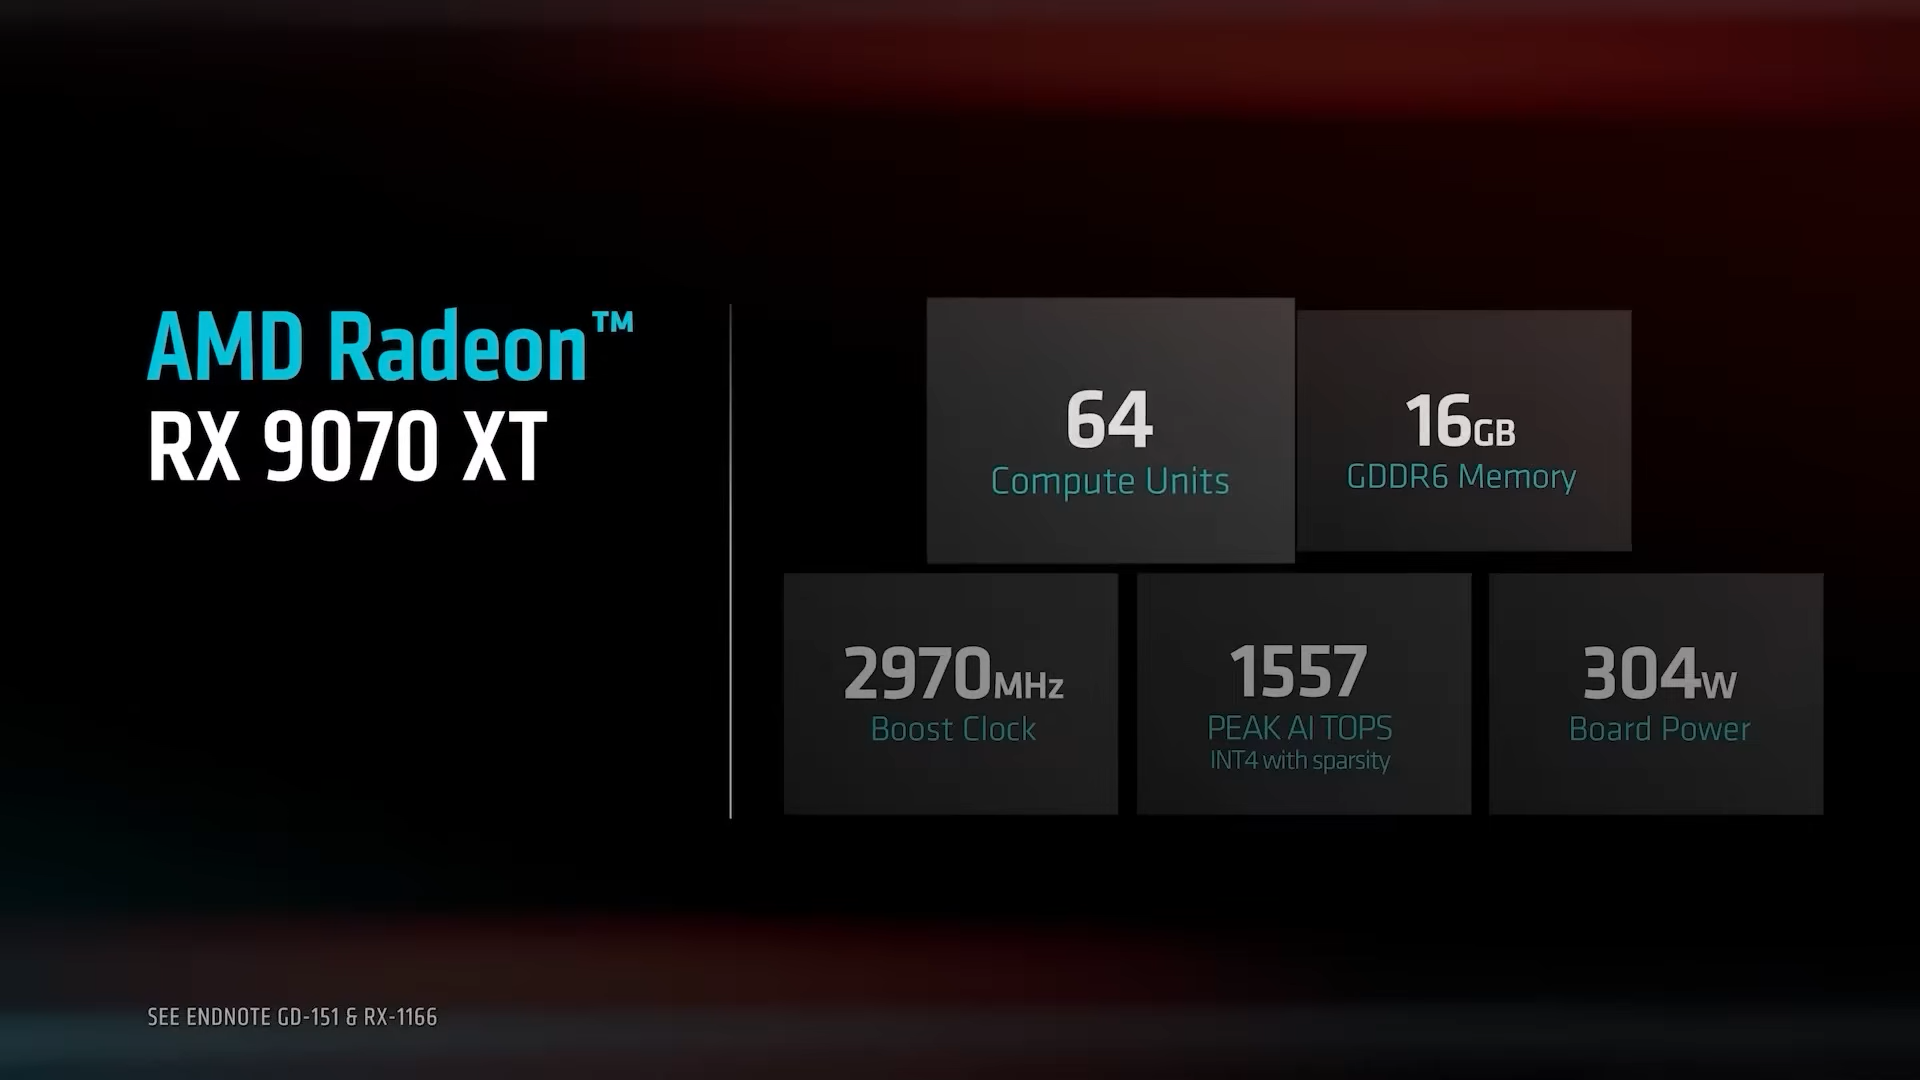 AMD Radeon™
RX 9070 XT
64
Compute Units
16GB
GDDR6 Memory
2970MHz
Boost Clock
1557
PEAK AI TOPS
INT4 with sparsity
304W
Board Power
SEE ENDNOTE GD-151 & RX-1166